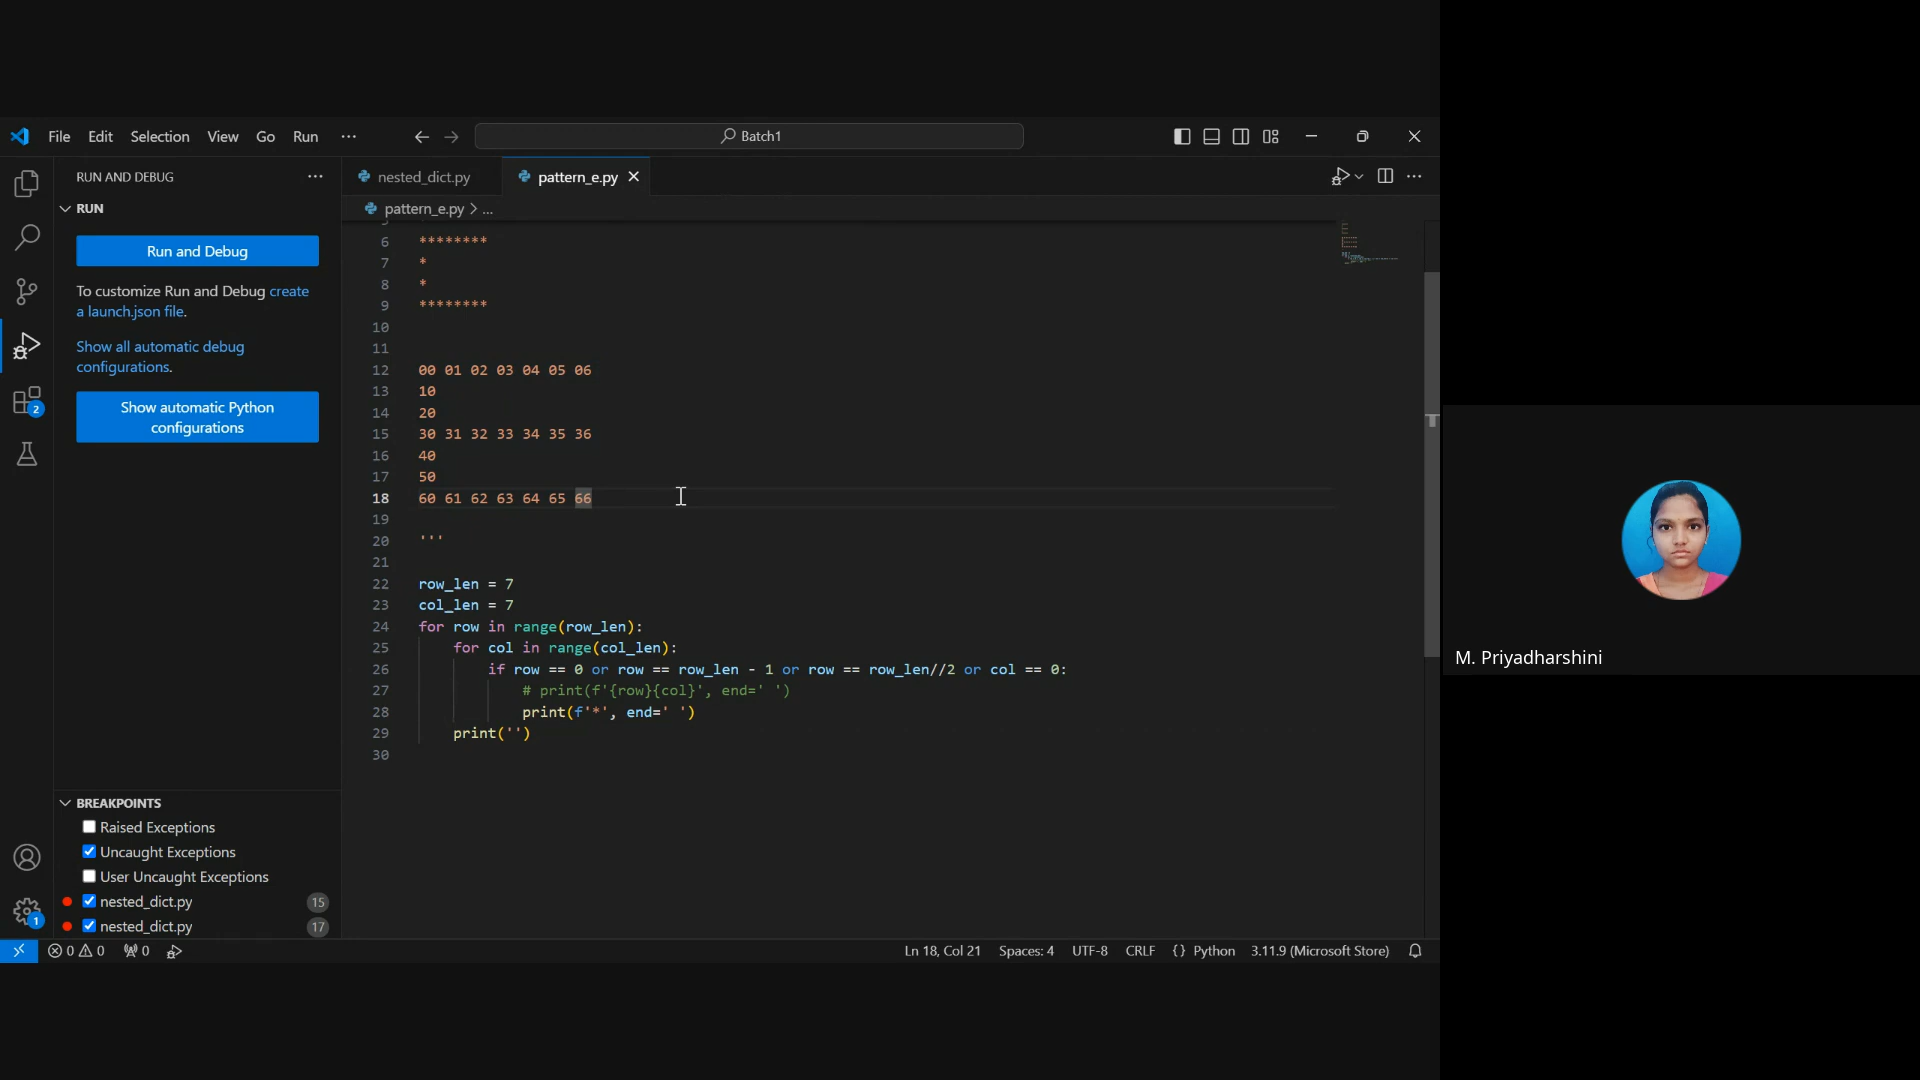 File Edit Selection View Go Run ···
Batch1
RUN AND DEBUG
RUN
Run and Debug
To customize Run and Debug create
a launch.json file.
Show all automatic debug
configurations.
Show automatic Python
configurations
2
nested_dict.py
pattern_e.py
pattern_e.py > ...
6 ********
7 *
8 *
9 ********
10
11
12 00 01 02 03 04 05 06
13 10
14 20
15 30 31 32 33 34 35 36
16 40
17 50
18 60 61 62 63 64 65 66
19
20 '''
21
22 row_len = 7
23 col_len = 7
24 for row in range(row_len):
25 for col in range(col_len):
26 if row == 0 or row == row_len - 1 or row == row_len//2 or col == 0:
27 # print(f'{row}{col}', end=' ')
28 print(f'*', end=' ')
29 print('')
30
BREAKPOINTS
Raised Exceptions
Uncaught Exceptions
User Uncaught Exceptions
nested_dict.py 15
nested_dict.py 17
1
0 0 0
Ln 18, Col 21 Spaces: 4 UTF-8 CRLF {} Python 3.11.9 (Microsoft Store)
M. Priyadharshini